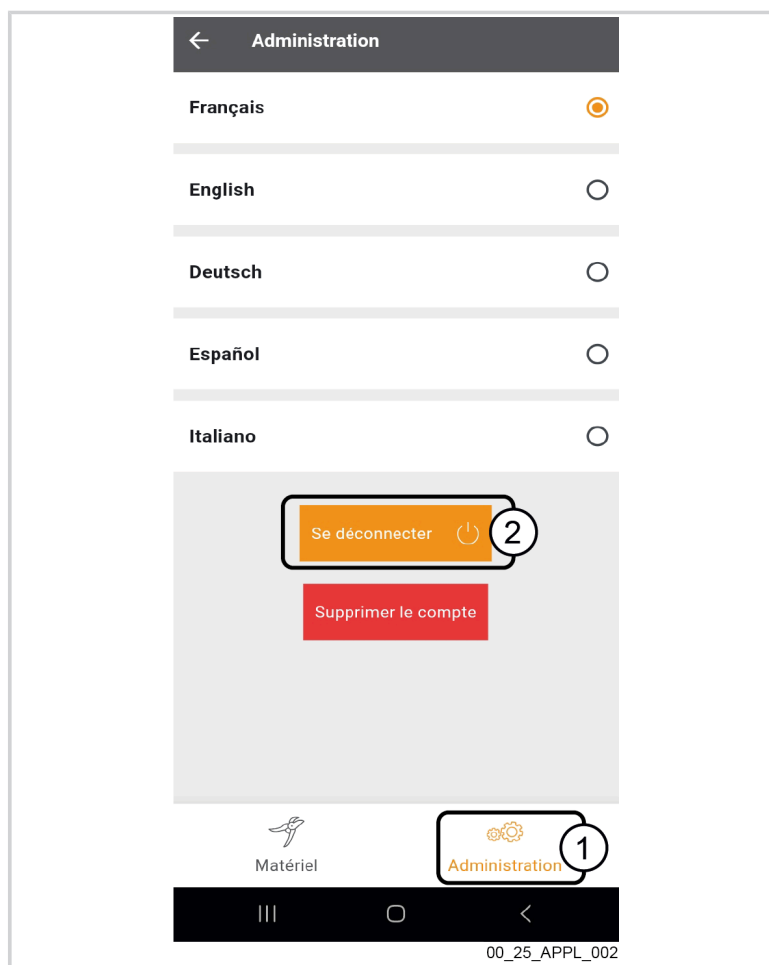 Administration
Français
English
Deutsch
Español
Italiano
Se déconnecter
2
Supprimer le compte
Matériel
Administration
1
00_25_APPL_002